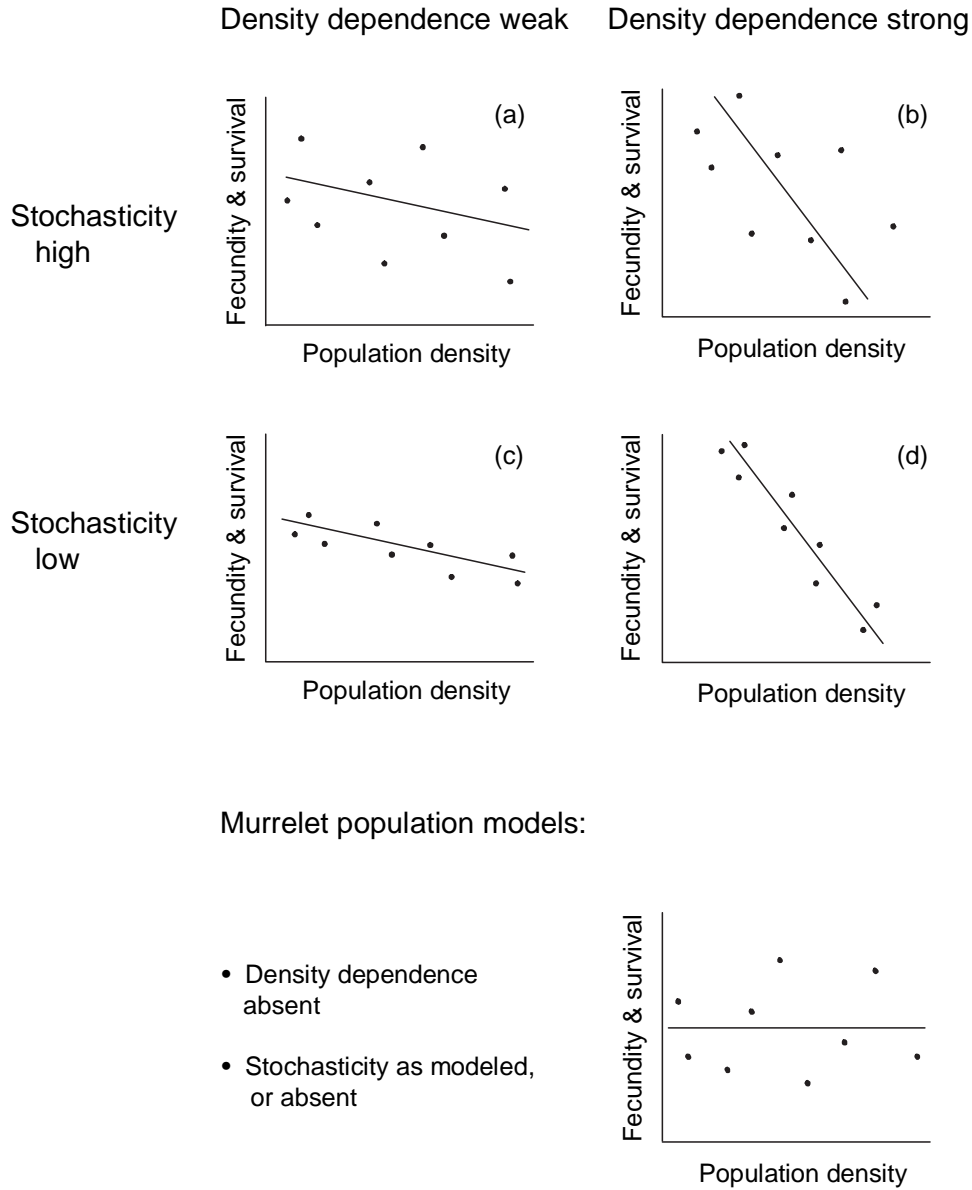 Density dependence weak
Density dependence strong
Stochasticity
high
Fecundity & survival
(a)
Population density
Fecundity & survival
(b)
Population density
Stochasticity
low
Fecundity & survival
(c)
Population density
Fecundity & survival
(d)
Population density
Murrelet population models:
• Density dependence
absent
• Stochasticity as modeled,
or absent
Fecundity & survival
Population density